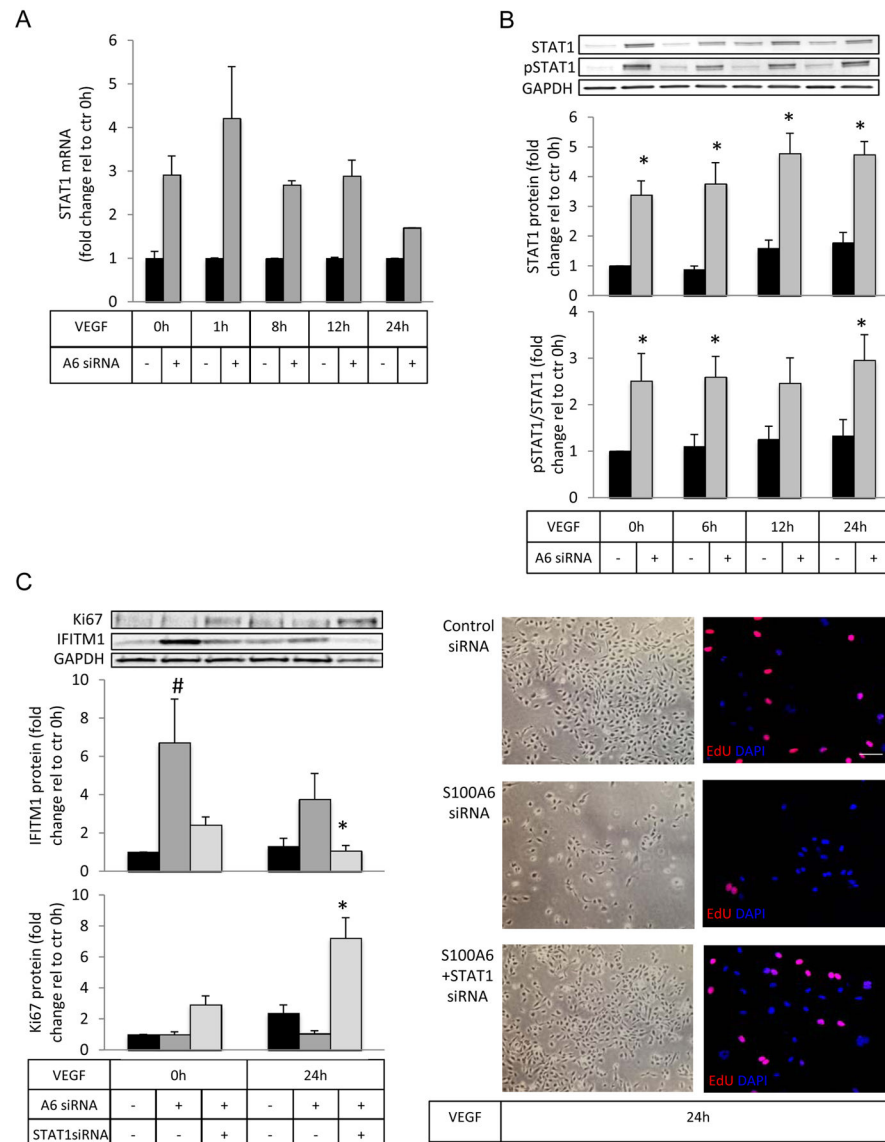 A
STAT1 mRNA
(fold change rel to ctr 0h)
6
5
4
3
2
1
0
VEGF 0h 1h 8h 12h 24h
A6 siRNA - + - + - + - + - +
B
STAT1
pSTAT1
GAPDH
STAT1 protein (fold
change rel to ctr 0h)
6
5
4
3
2
1
0
* * * *
pSTAT1/STAT1 (fold
change rel to ctr 0h)
4
3
2
1
0
* * *
VEGF 0h 6h 12h 24h
A6 siRNA - + - + - + - +
C
Ki67
IFITM1
GAPDH
IFITM1 protein (fold
change rel to ctr 0h)
10
8
6
4
2
0
# *
Ki67 protein (fold
change rel to ctr 0h)
10
8
6
4
2
0
*
VEGF 0h 24h
A6 siRNA - + + - + +
STAT1siRNA - - + - - +
Control
siRNA
EdU DAPI
S100A6
siRNA
EdU DAPI
S100A6
+STAT1
siRNA
EdU DAPI
VEGF 24h